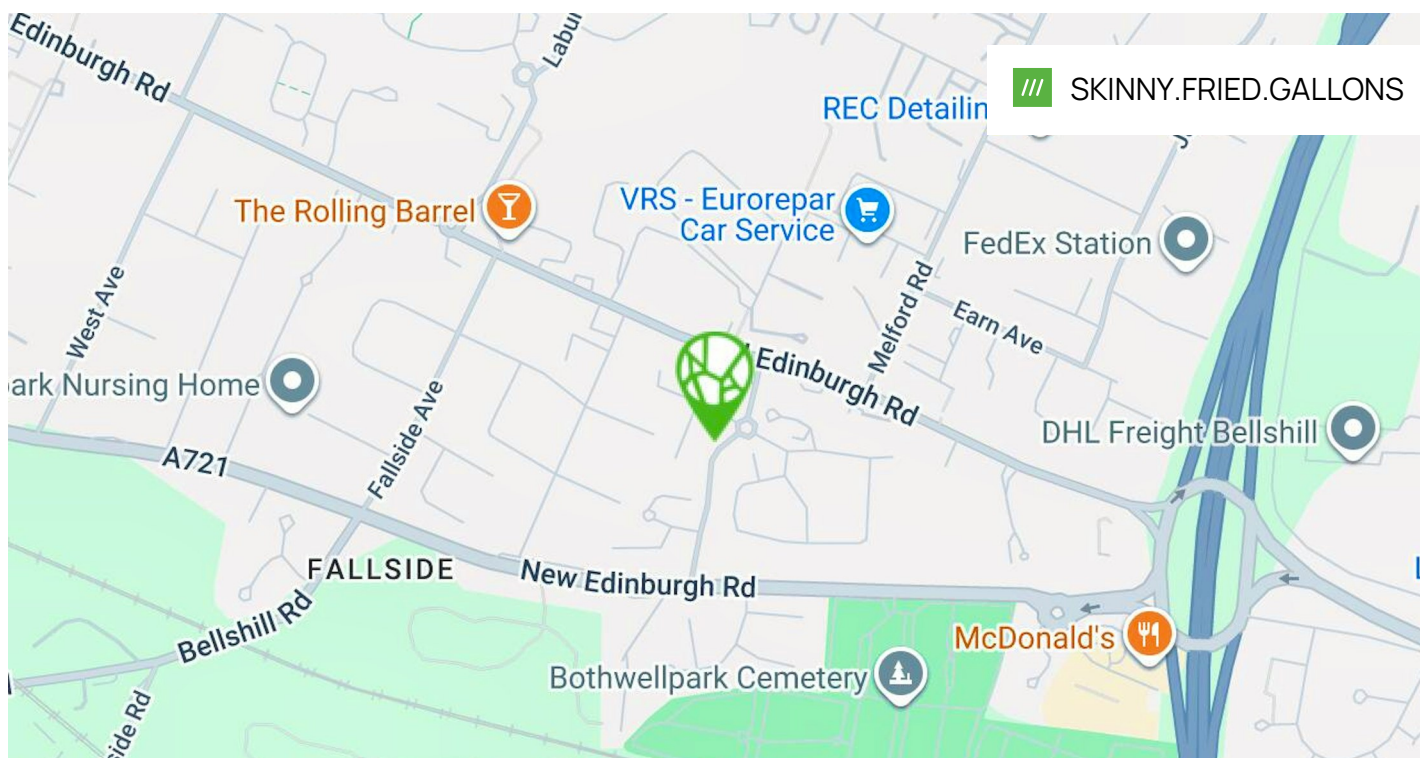 Edinburgh Rd
Labu
/// SKINNY.FRIED.GALLONS
REC Detailin
The Rolling Barrel
VRS - Eurorepar
Car Service
FedEx Station
West Ave
Melford Rd
Earn Ave
Edinburgh Rd
ark Nursing Home
Fallside Ave
DHL Freight Bellshill
A721
FALLSIDE
New Edinburgh Rd
Bellshill Rd
McDonald's
Bothwellpark Cemetery
side Rd